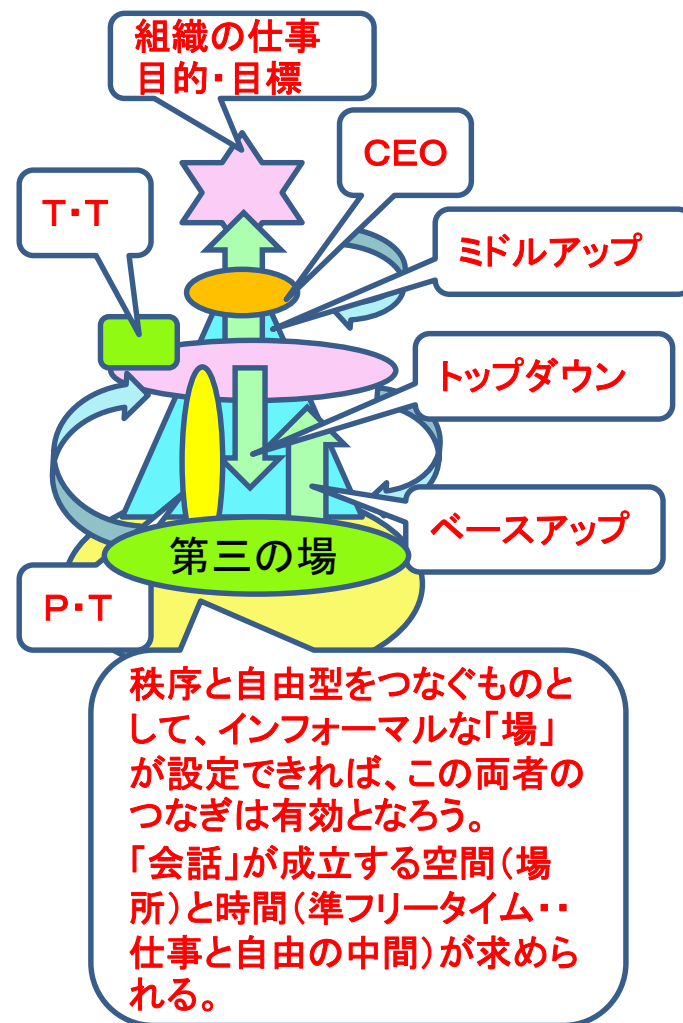 組織の仕事
目的・目標
CEO
T・T
ミドルアップ
トップダウン
ベースアップ
第三の場
P・T
秩序と自由型をつなぐものと
して、インフォーマルな「場」
が設定できれば、この両者の
つなぎは有効となろう。
「会話」が成立する空間（場
所）と時間（準フリータイム・・
仕事と自由の中間）が求めら
れる。